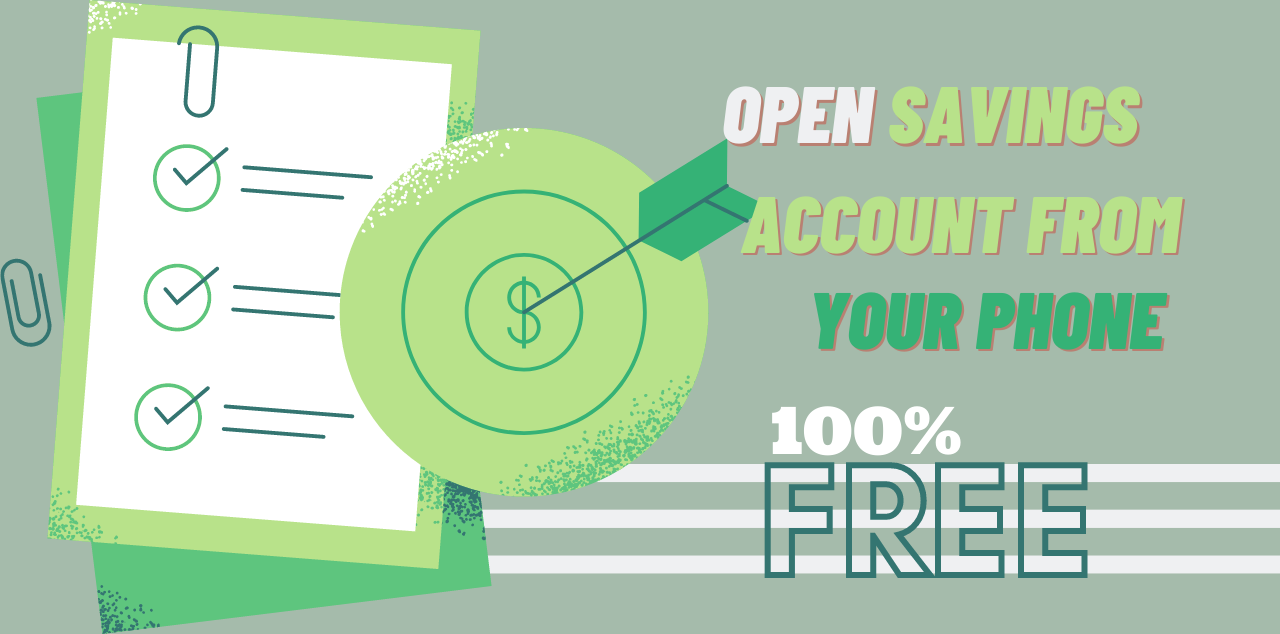 OPEN SAVINGS
ACCOUNT FROM
YOUR PHONE
100%
FREE
$